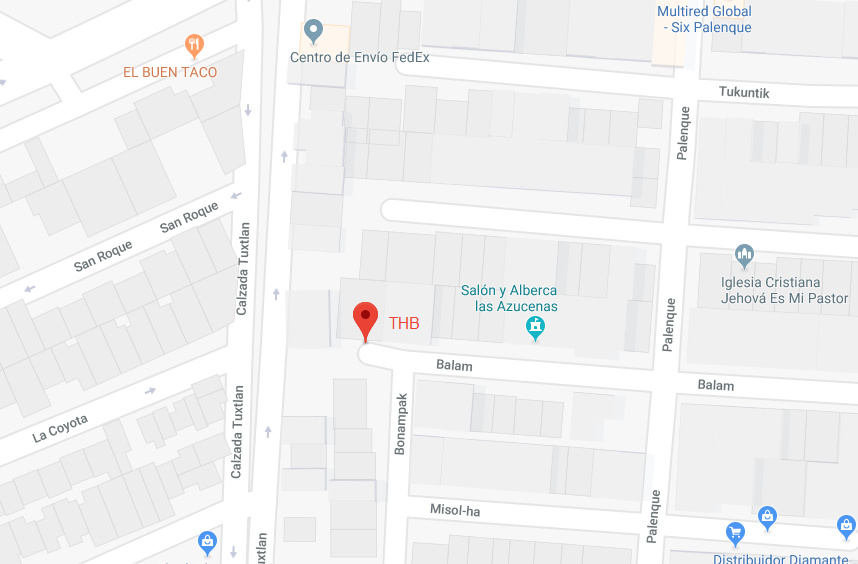 Multired Global
- Six Palenque
Centro de Envío FedEx
EL BUEN TACO
Tukuntik
Palenque
San Roque
San Roque
Calzada Tuxtlan
Iglesia Cristiana
Jehová Es Mi Pastor
Salón y Alberca
las Azucenas
THB
Palenque
Balam
Balam
La Coyota
Calzada Tuxtlan
Bonampak
Misol-ha
Palenque
Distribuidor Diamante
uxtlan